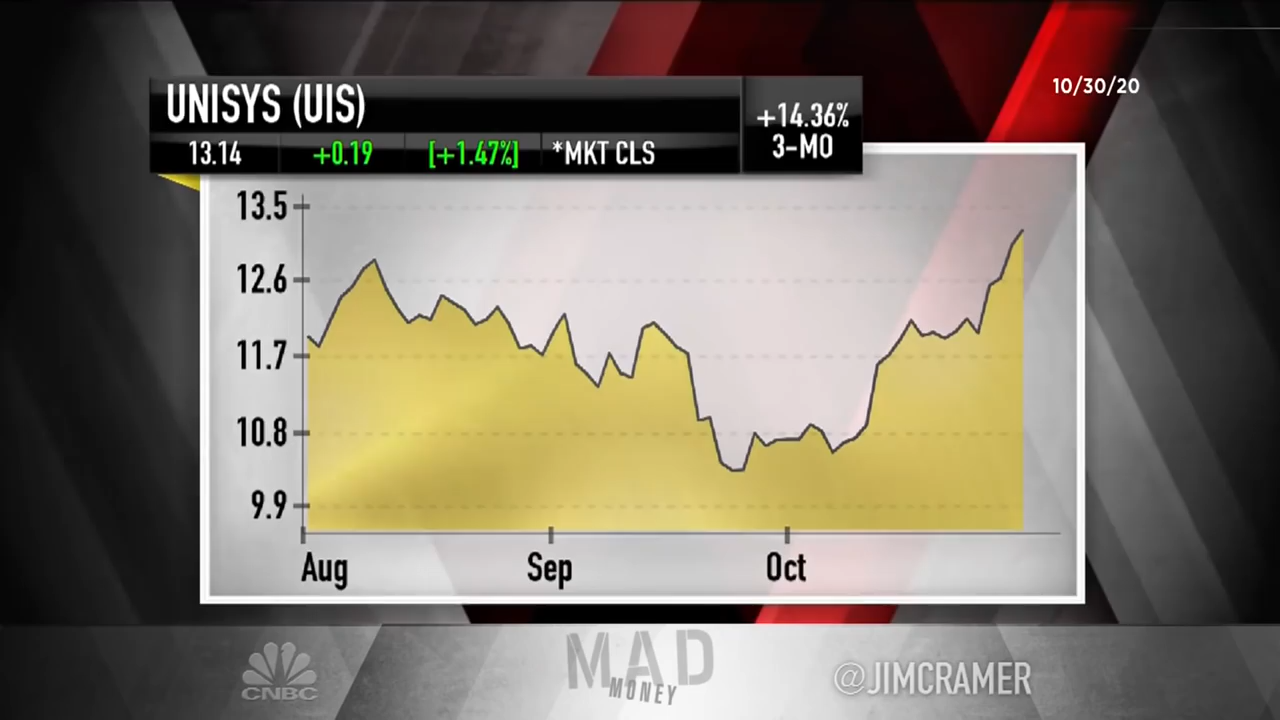 10/30/20
UNISYS (UIS)
13.14 +0.19 [+1.47%] *MKT CLS
+14.36%
3-MO
13.5
12.6
11.7
10.8
9.9
Aug Sep Oct
CNBC
MAD
MONEY
@JIMCRAMER